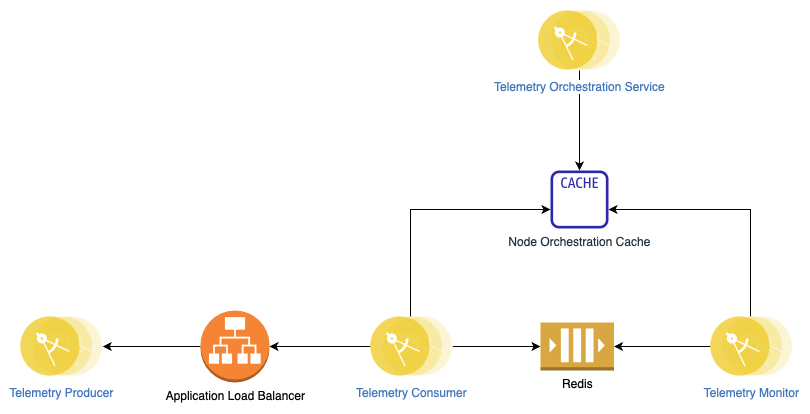 Telemetry Orchestration Service
CACHE
Node Orchestration Cache
Telemetry Producer
Application Load Balancer
Telemetry Consumer
Redis
Telemetry Monitor